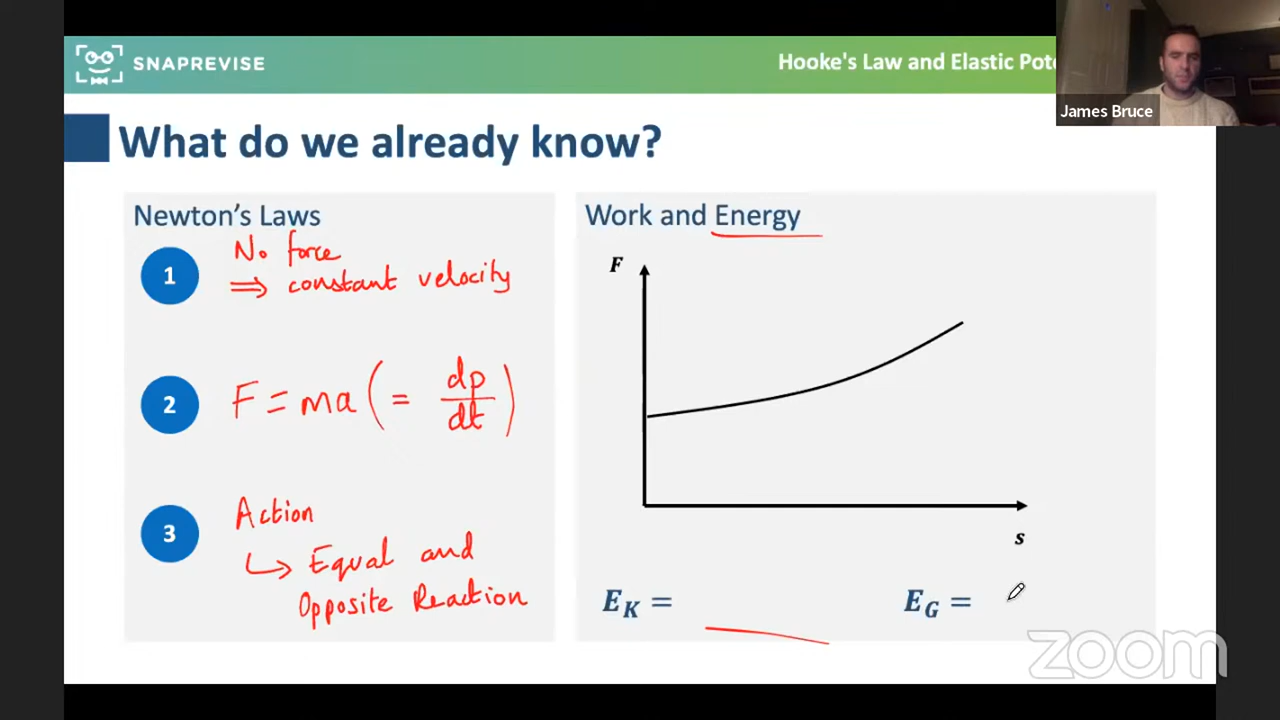 SNAPREVISE
Hooke's Law and Elastic Pote
James Bruce
What do we already know?
Newton's Laws
1
No force
⇒ constant velocity
2
F = ma (= dp/dt)
3
Action
↳ Equal and
Opposite Reaction
Work and Energy
F
s
E_K =
E_G =
zoom